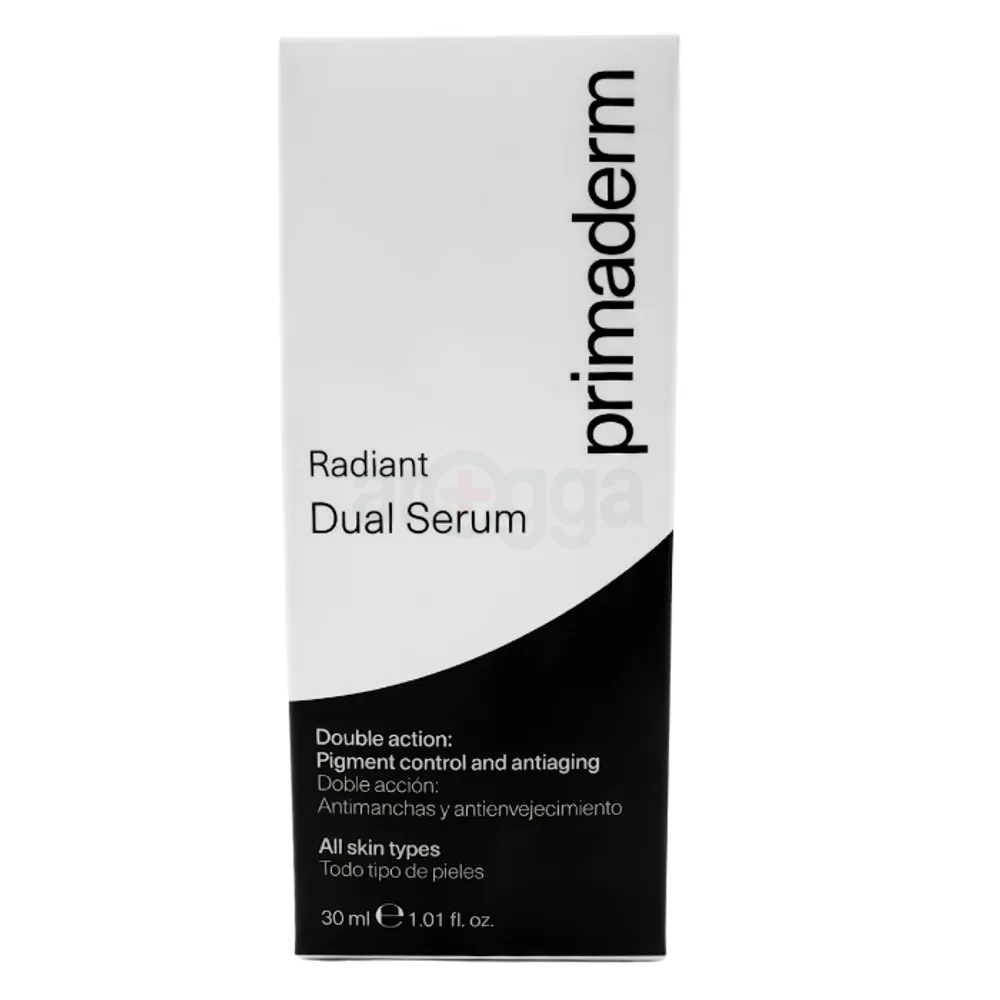 primaderm
Radiant
Dual Serum
arogga
Double action:
Pigment control and antiaging
Doble acción:
Antimanchas y antienvejecimiento
All skin types
Todo tipo de pieles
30 ml ℮ 1.01 fl. oz.